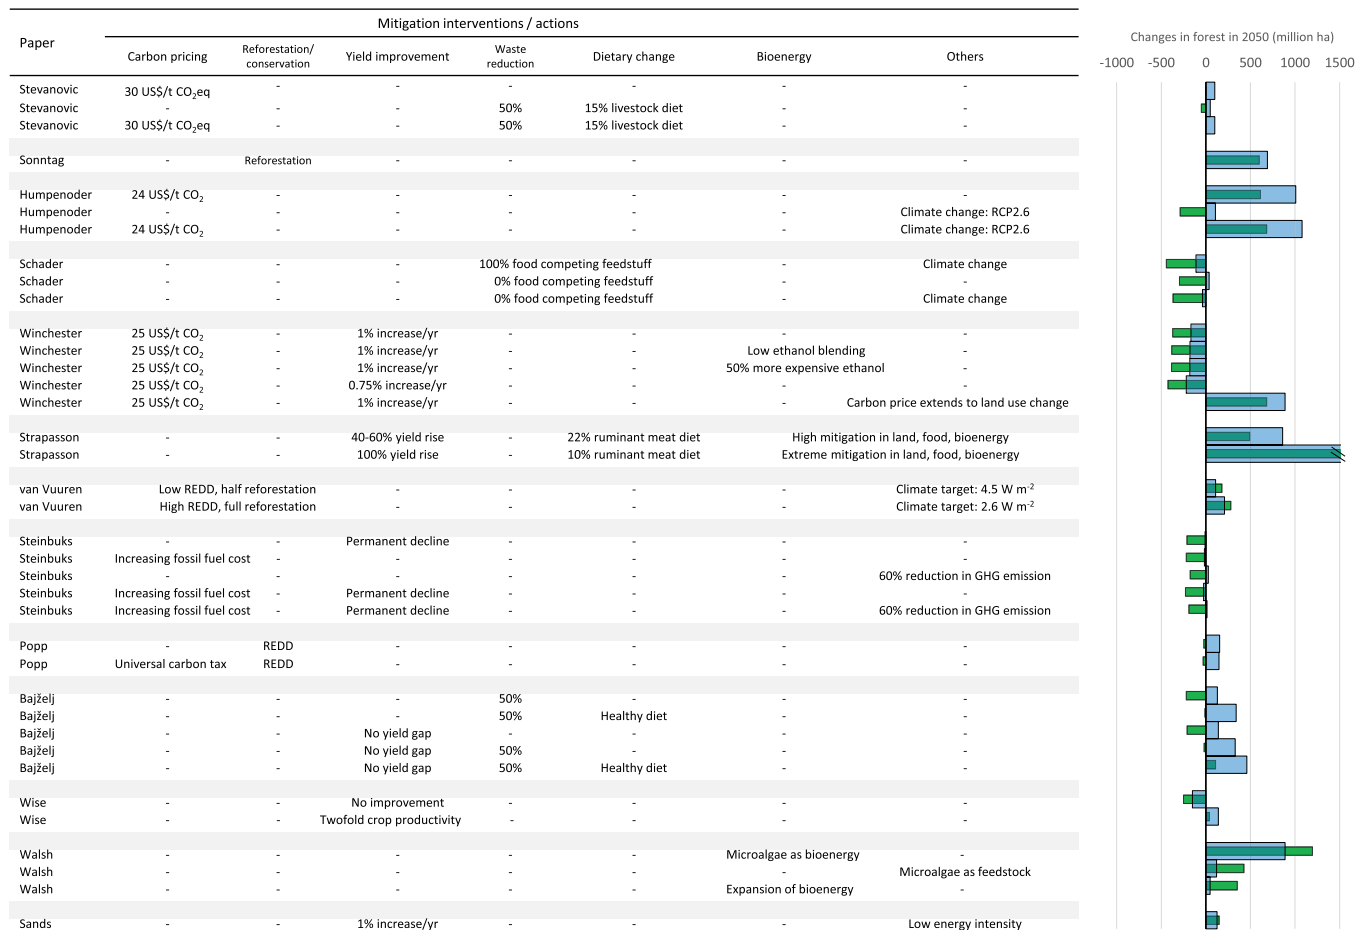 Mitigation interventions / actions
Paper
Carbon pricing
Reforestation/
conservation
Yield improvement
Waste
reduction
Dietary change
Bioenergy
Others
Changes in forest in 2050 (million ha)
-1000 -500 0 500 1000 1500
Stevanovic 30 US$/t CO2eq - - - - - -
Stevanovic - - - 50% 15% livestock diet - -
Stevanovic 30 US$/t CO2eq - - 50% 15% livestock diet - -
Sonntag - Reforestation - - - - -
Humpenoder 24 US$/t CO2 - - - - - -
Humpenoder - - - - - - Climate change: RCP2.6
Humpenoder 24 US$/t CO2 - - - - - Climate change: RCP2.6
Schader - - - 100% food competing feedstuff - Climate change
Schader - - - 0% food competing feedstuff - -
Schader - - - 0% food competing feedstuff - Climate change
Winchester 25 US$/t CO2 - 1% increase/yr - - - -
Winchester 25 US$/t CO2 - 1% increase/yr - - Low ethanol blending -
Winchester 25 US$/t CO2 - 1% increase/yr - - 50% more expensive ethanol -
Winchester 25 US$/t CO2 - 0.75% increase/yr - - - -
Winchester 25 US$/t CO2 - 1% increase/yr - - Carbon price extends to land use change
Strapasson - - 40-60% yield rise - 22% ruminant meat diet High mitigation in land, food, bioenergy
Strapasson - - 100% yield rise - 10% ruminant meat diet Extreme mitigation in land, food, bioenergy
van Vuuren Low REDD, half reforestation - - - - Climate target: 4.5 W m-2
van Vuuren High REDD, full reforestation - - - - Climate target: 2.6 W m-2
Steinbuks - - Permanent decline - - - -
Steinbuks Increasing fossil fuel cost - - - - - -
Steinbuks - - - - - - 60% reduction in GHG emission
Steinbuks Increasing fossil fuel cost - Permanent decline - - - -
Steinbuks Increasing fossil fuel cost - Permanent decline - - - 60% reduction in GHG emission
Popp - REDD - - - - -
Popp Universal carbon tax REDD - - - - -
Bajželj - - - 50% - - -
Bajželj - - - 50% Healthy diet - -
Bajželj - - No yield gap - - - -
Bajželj - - No yield gap 50% - - -
Bajželj - - No yield gap 50% Healthy diet - -
Wise - - No improvement - - - -
Wise - - Twofold crop productivity - - - -
Walsh - - - - - Microalgae as bioenergy -
Walsh - - - - - - Microalgae as feedstock
Walsh - - - - - Expansion of bioenergy -
Sands - - 1% increase/yr - - - Low energy intensity